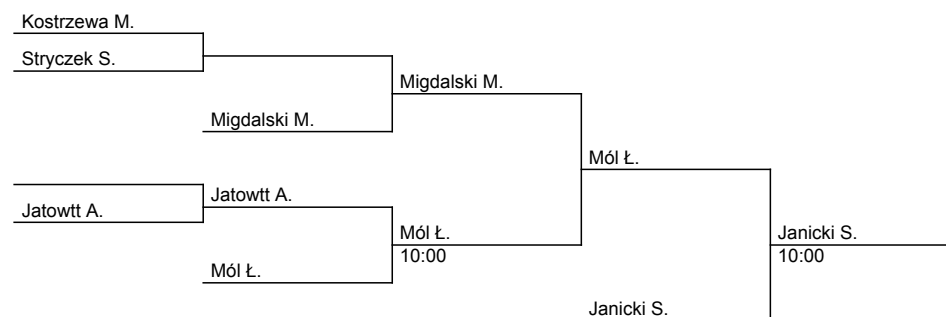 Kostrzewa M.
Stryczek S.
Migdalski M.
Migdalski M.
Mól Ł.
Jatowtt A.
Jatowtt A.
Mól Ł.
10:00
Janicki S.
10:00
Mól Ł.
Janicki S.